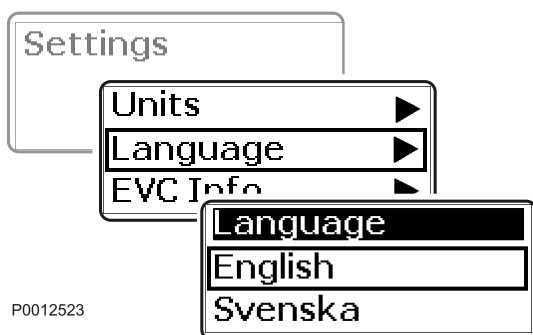 Settings
Units
Language
EVC Info
Language
English
Svenska
P0012523